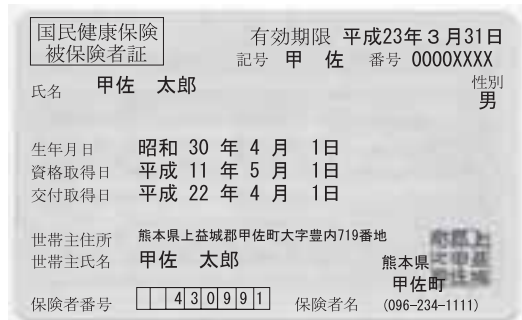 国民健康保険
被保険者証
有効期限 平成23年3月31日
記号 甲 佐 番号 0000XXXX
氏名 甲佐 太郎
性別
男
生年月日 昭和 30 年 4 月 1日
資格取得日 平成 11 年 5 月 1日
交付取得日 平成 22 年 4 月 1日
世帯主住所 熊本県上益城郡甲佐町大字豊内719番地
世帯主氏名 甲佐 太郎
熊本県
甲佐町
保険者番号 430991 保険者名 (096-234-1111)